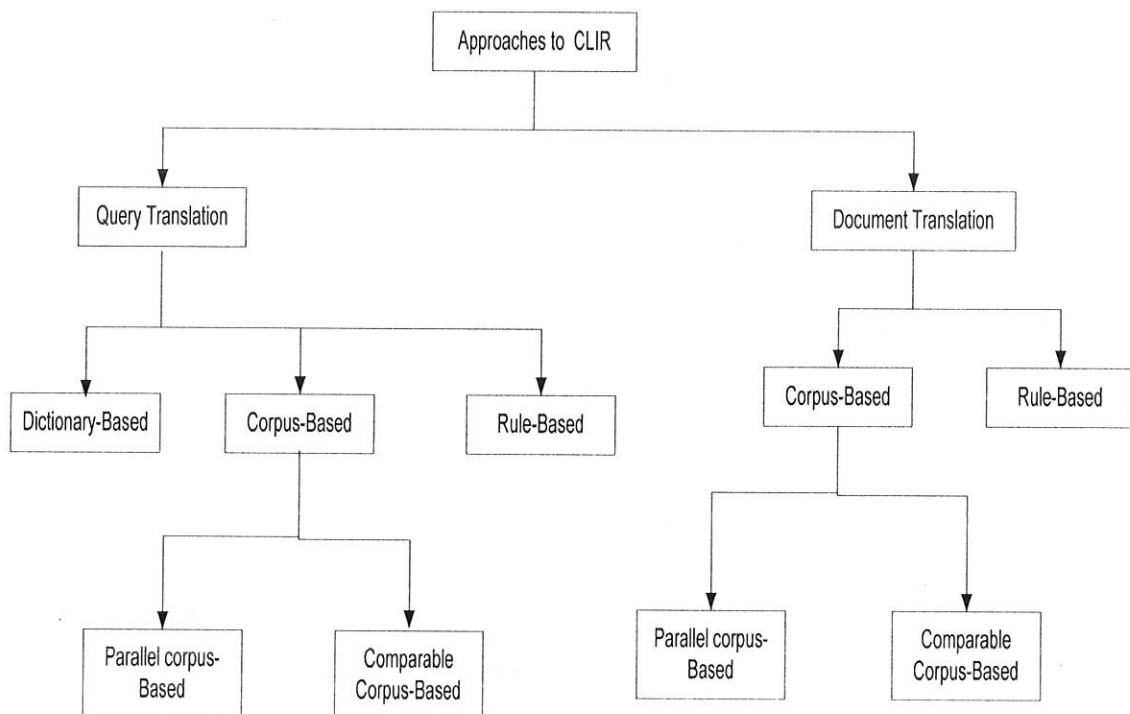 Approaches to CLIR
Query Translation
Document Translation
Dictionary-Based
Corpus-Based
Rule-Based
Corpus-Based
Rule-Based
Parallel corpus-
Based
Comparable
Corpus-Based
Parallel corpus-
Based
Comparable
Corpus-Based